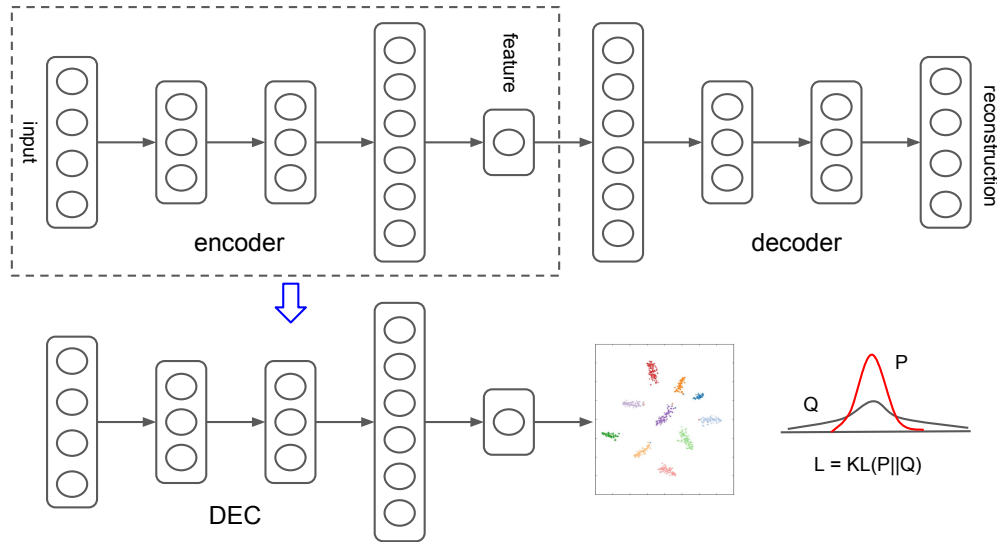 input
encoder
feature
decoder
reconstruction
DEC
Q
P
L = KL(P||Q)